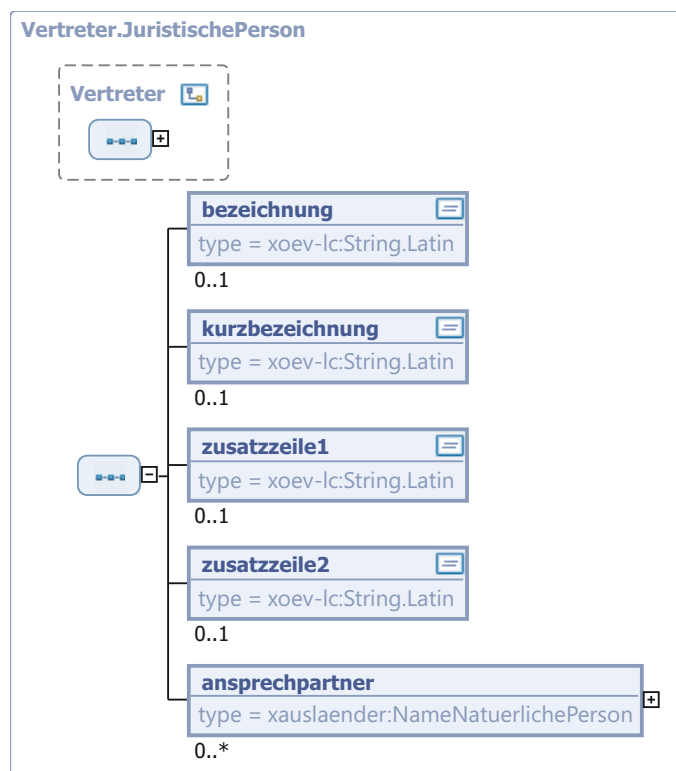 Vertreter.JuristischePerson
Vertreter
bezeichnung
type = xoev-lc:String.Latin
0..1
kurzbezeichnung
type = xoev-lc:String.Latin
0..1
zusatzzeile1
type = xoev-lc:String.Latin
0..1
zusatzzeile2
type = xoev-lc:String.Latin
0..1
ansprechpartner
type = xauslaender:NameNatuerlichePerson
0..*